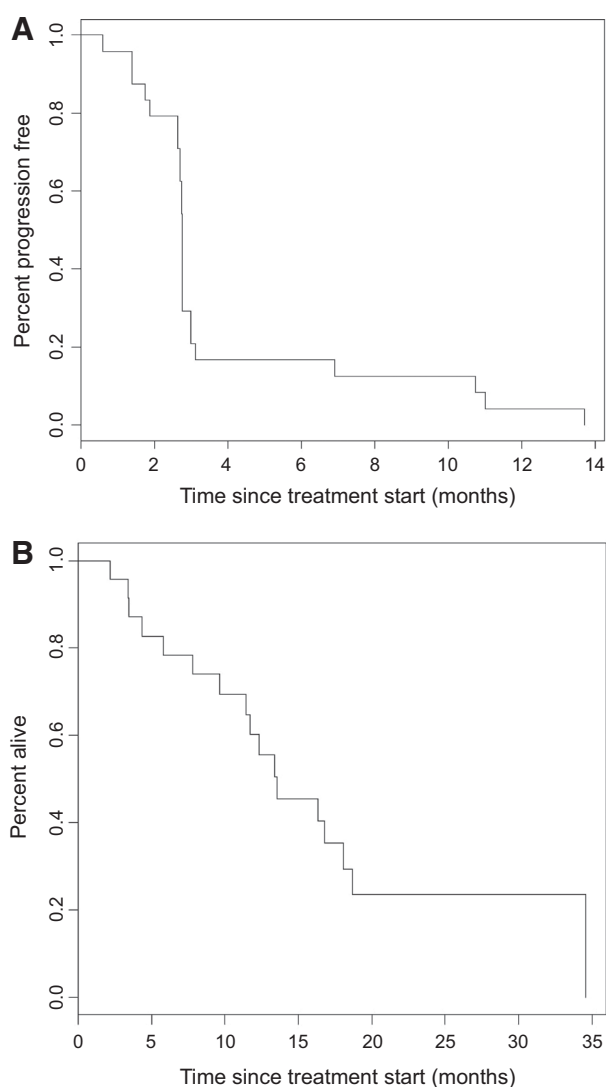 A
Percent progression free
1.0
0.8
0.6
0.4
0.2
0.0
0 2 4 6 8 10 12 14
Time since treatment start (months)
B
Percent alive
1.0
0.8
0.6
0.4
0.2
0.0
0 5 10 15 20 25 30 35
Time since treatment start (months)